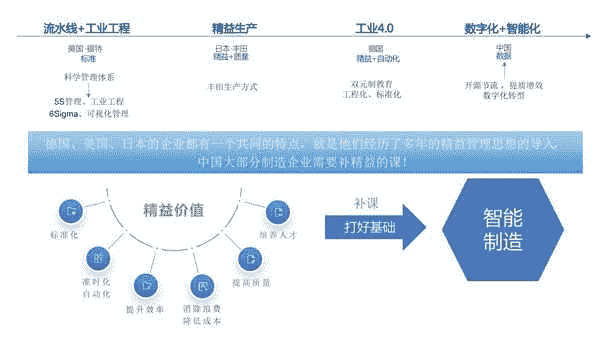 流水线+工业工程
精益生产
工业4.0
数字化+智能化
美国·福特
标准
日本·丰田
精益+质量
德国
精益+自动化
中国
数据
科学管理体系
丰田生产方式
双元制教育
工程化、标准化
开源节流，提质增效
数字化转型
5S管理、工业工程
6Sigma、可视化管理
德国、美国、日本的企业都有一个共同的特点，就是他们经历了多年的精益管理思想的导入
中国大部分制造企业需要补精益的课！
精益价值
标准化
准时化
自动化
提升效率
消除浪费
降低成本
提高质量
培养人才
补课
打好基础
智能
制造